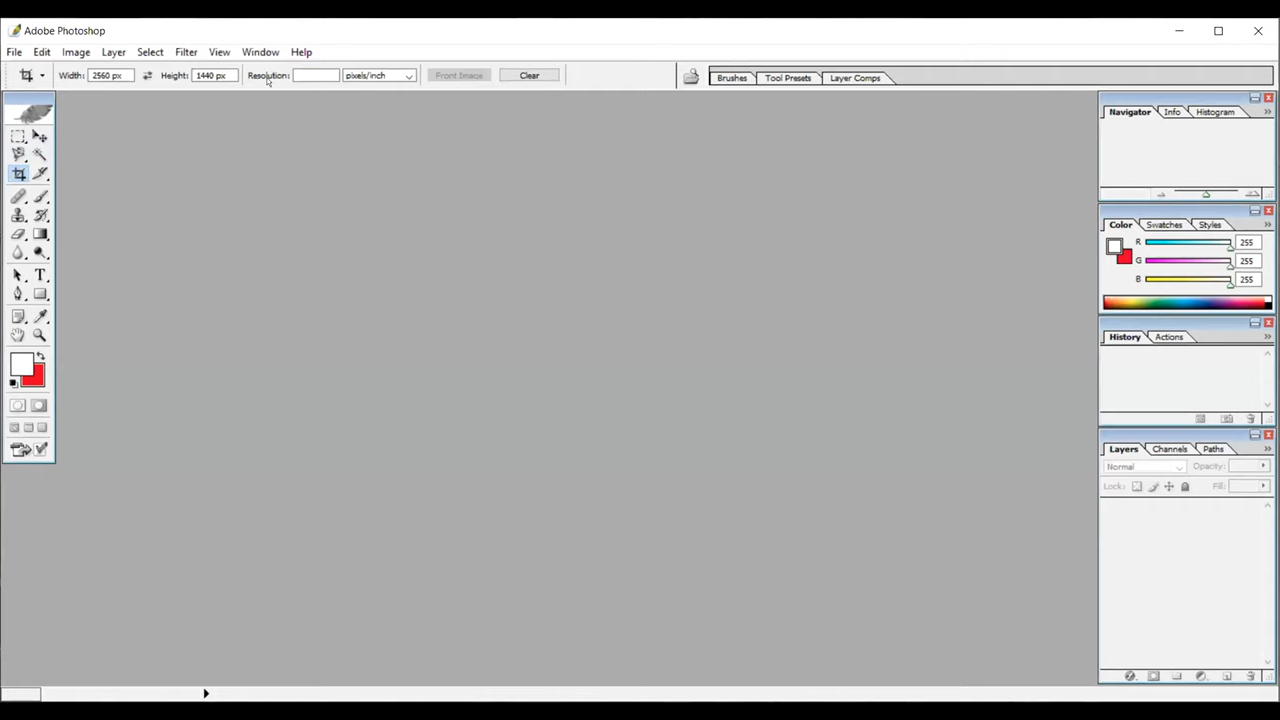 Adobe Photoshop
File Edit Image Layer Select Filter View Window Help
Width: 2560 px Height: 1440 px Resolution: pixels/inch Front Image Clear Brushes Tool Presets Layer Comps
Navigator Info Histogram
Color Swatches Styles
R 255
G 255
B 255
T
History Actions
Layers Channels Paths
Normal Opacity:
Lock: Fill: